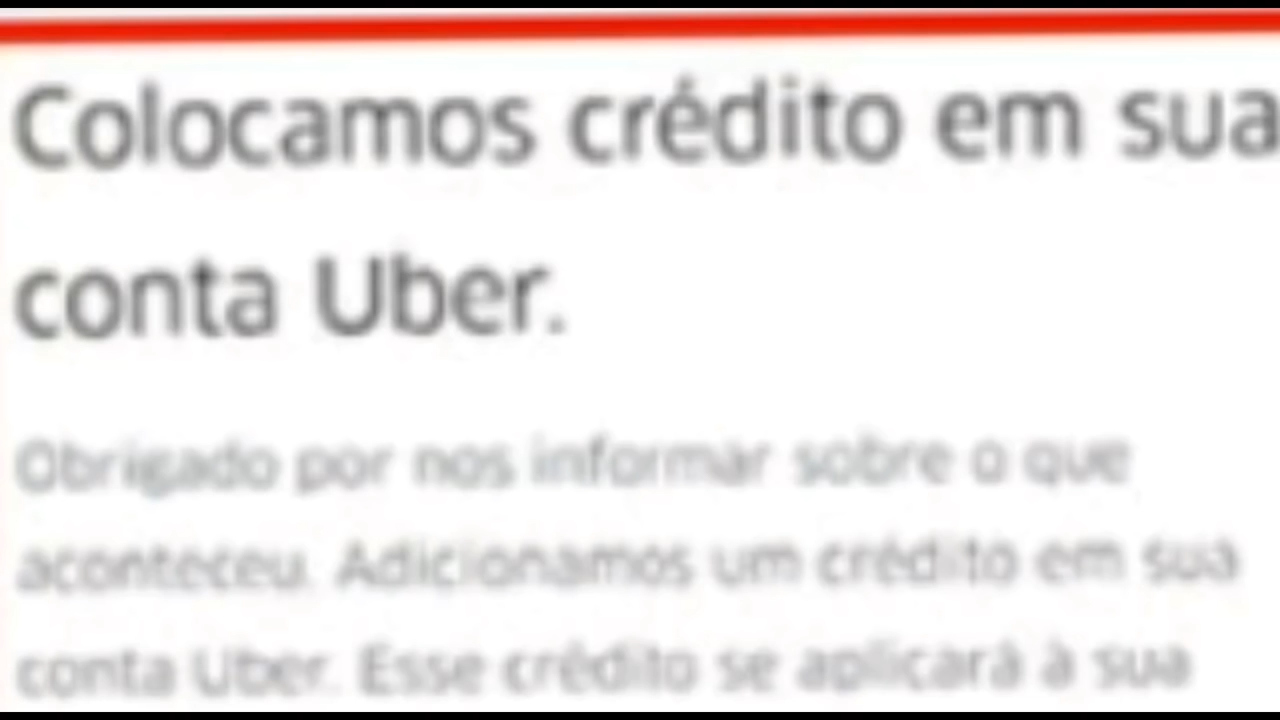 Colocamos crédito em sua
conta Uber.
Obrigado por nos informar sobre o que
aconteceu. Adicionamos um crédito em sua
conta Uber. Esse crédito se aplicará à sua